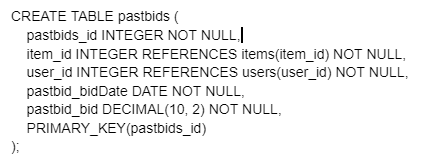 CREATE TABLE pastbids (
pastbids_id INTEGER NOT NULL,
item_id INTEGER REFERENCES items(item_id) NOT NULL,
user_id INTEGER REFERENCES users(user_id) NOT NULL,
pastbid_bidDate DATE NOT NULL,
pastbid_bid DECIMAL(10, 2) NOT NULL,
PRIMARY_KEY(pastbids_id)
);